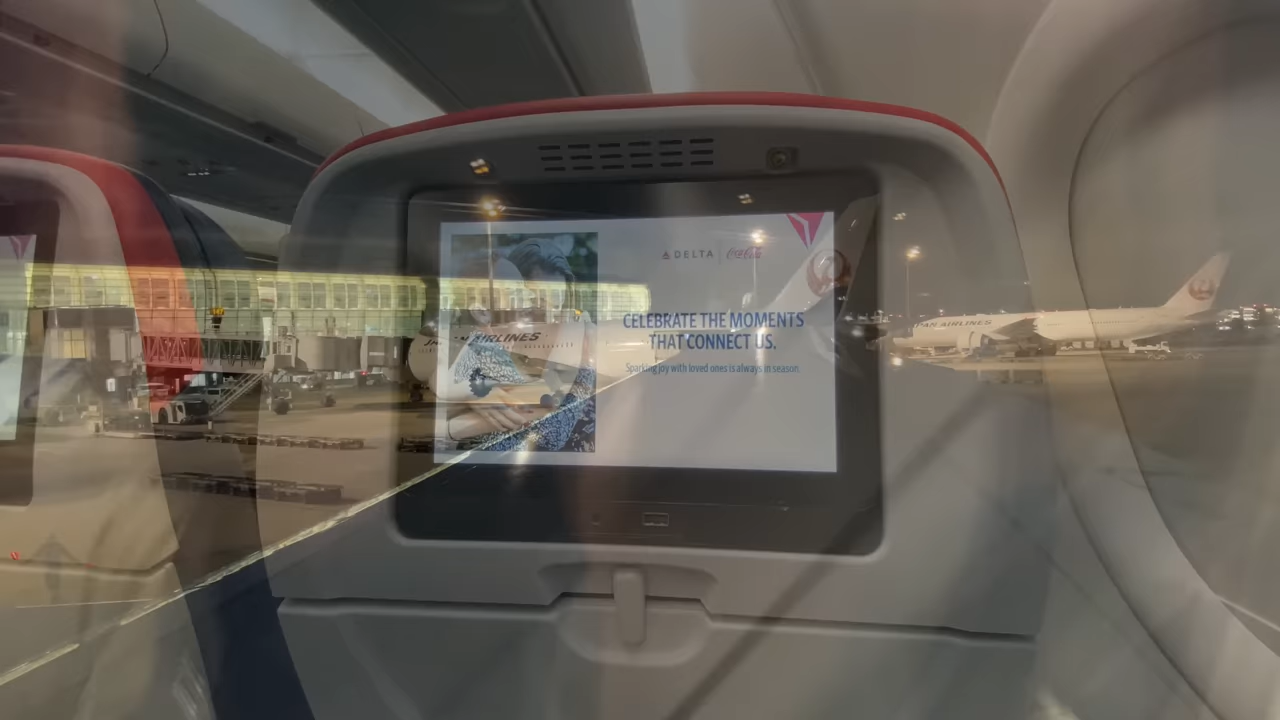 DELTA | Coca-Cola
CELEBRATE THE MOMENTS
THAT CONNECT US.
Sparkling joy with loved ones is always in season.
JAPAN AIRLINES
JAPAN AIRLINES